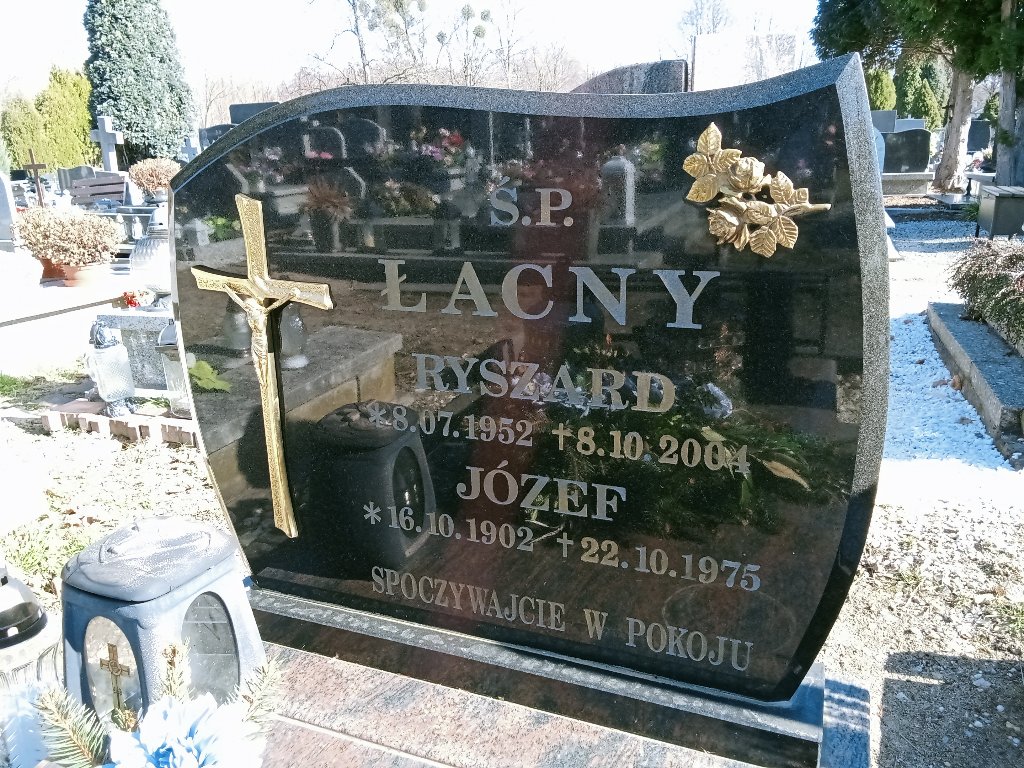 Ś.P.
ŁACNY
RYSZARD
*8.07.1952 †8.10.2004
JÓZEF
*16.10.1902 †22.10.1975
SPOCZYWAJCIE W POKOJU